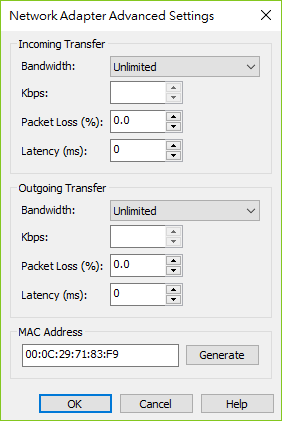 Network Adapter Advanced Settings
Incoming Transfer
Bandwidth: Unlimited
Kbps:
Packet Loss (%): 0.0
Latency (ms): 0
Outgoing Transfer
Bandwidth: Unlimited
Kbps:
Packet Loss (%): 0.0
Latency (ms): 0
MAC Address
00:0C:29:71:83:F9 Generate
OK Cancel Help